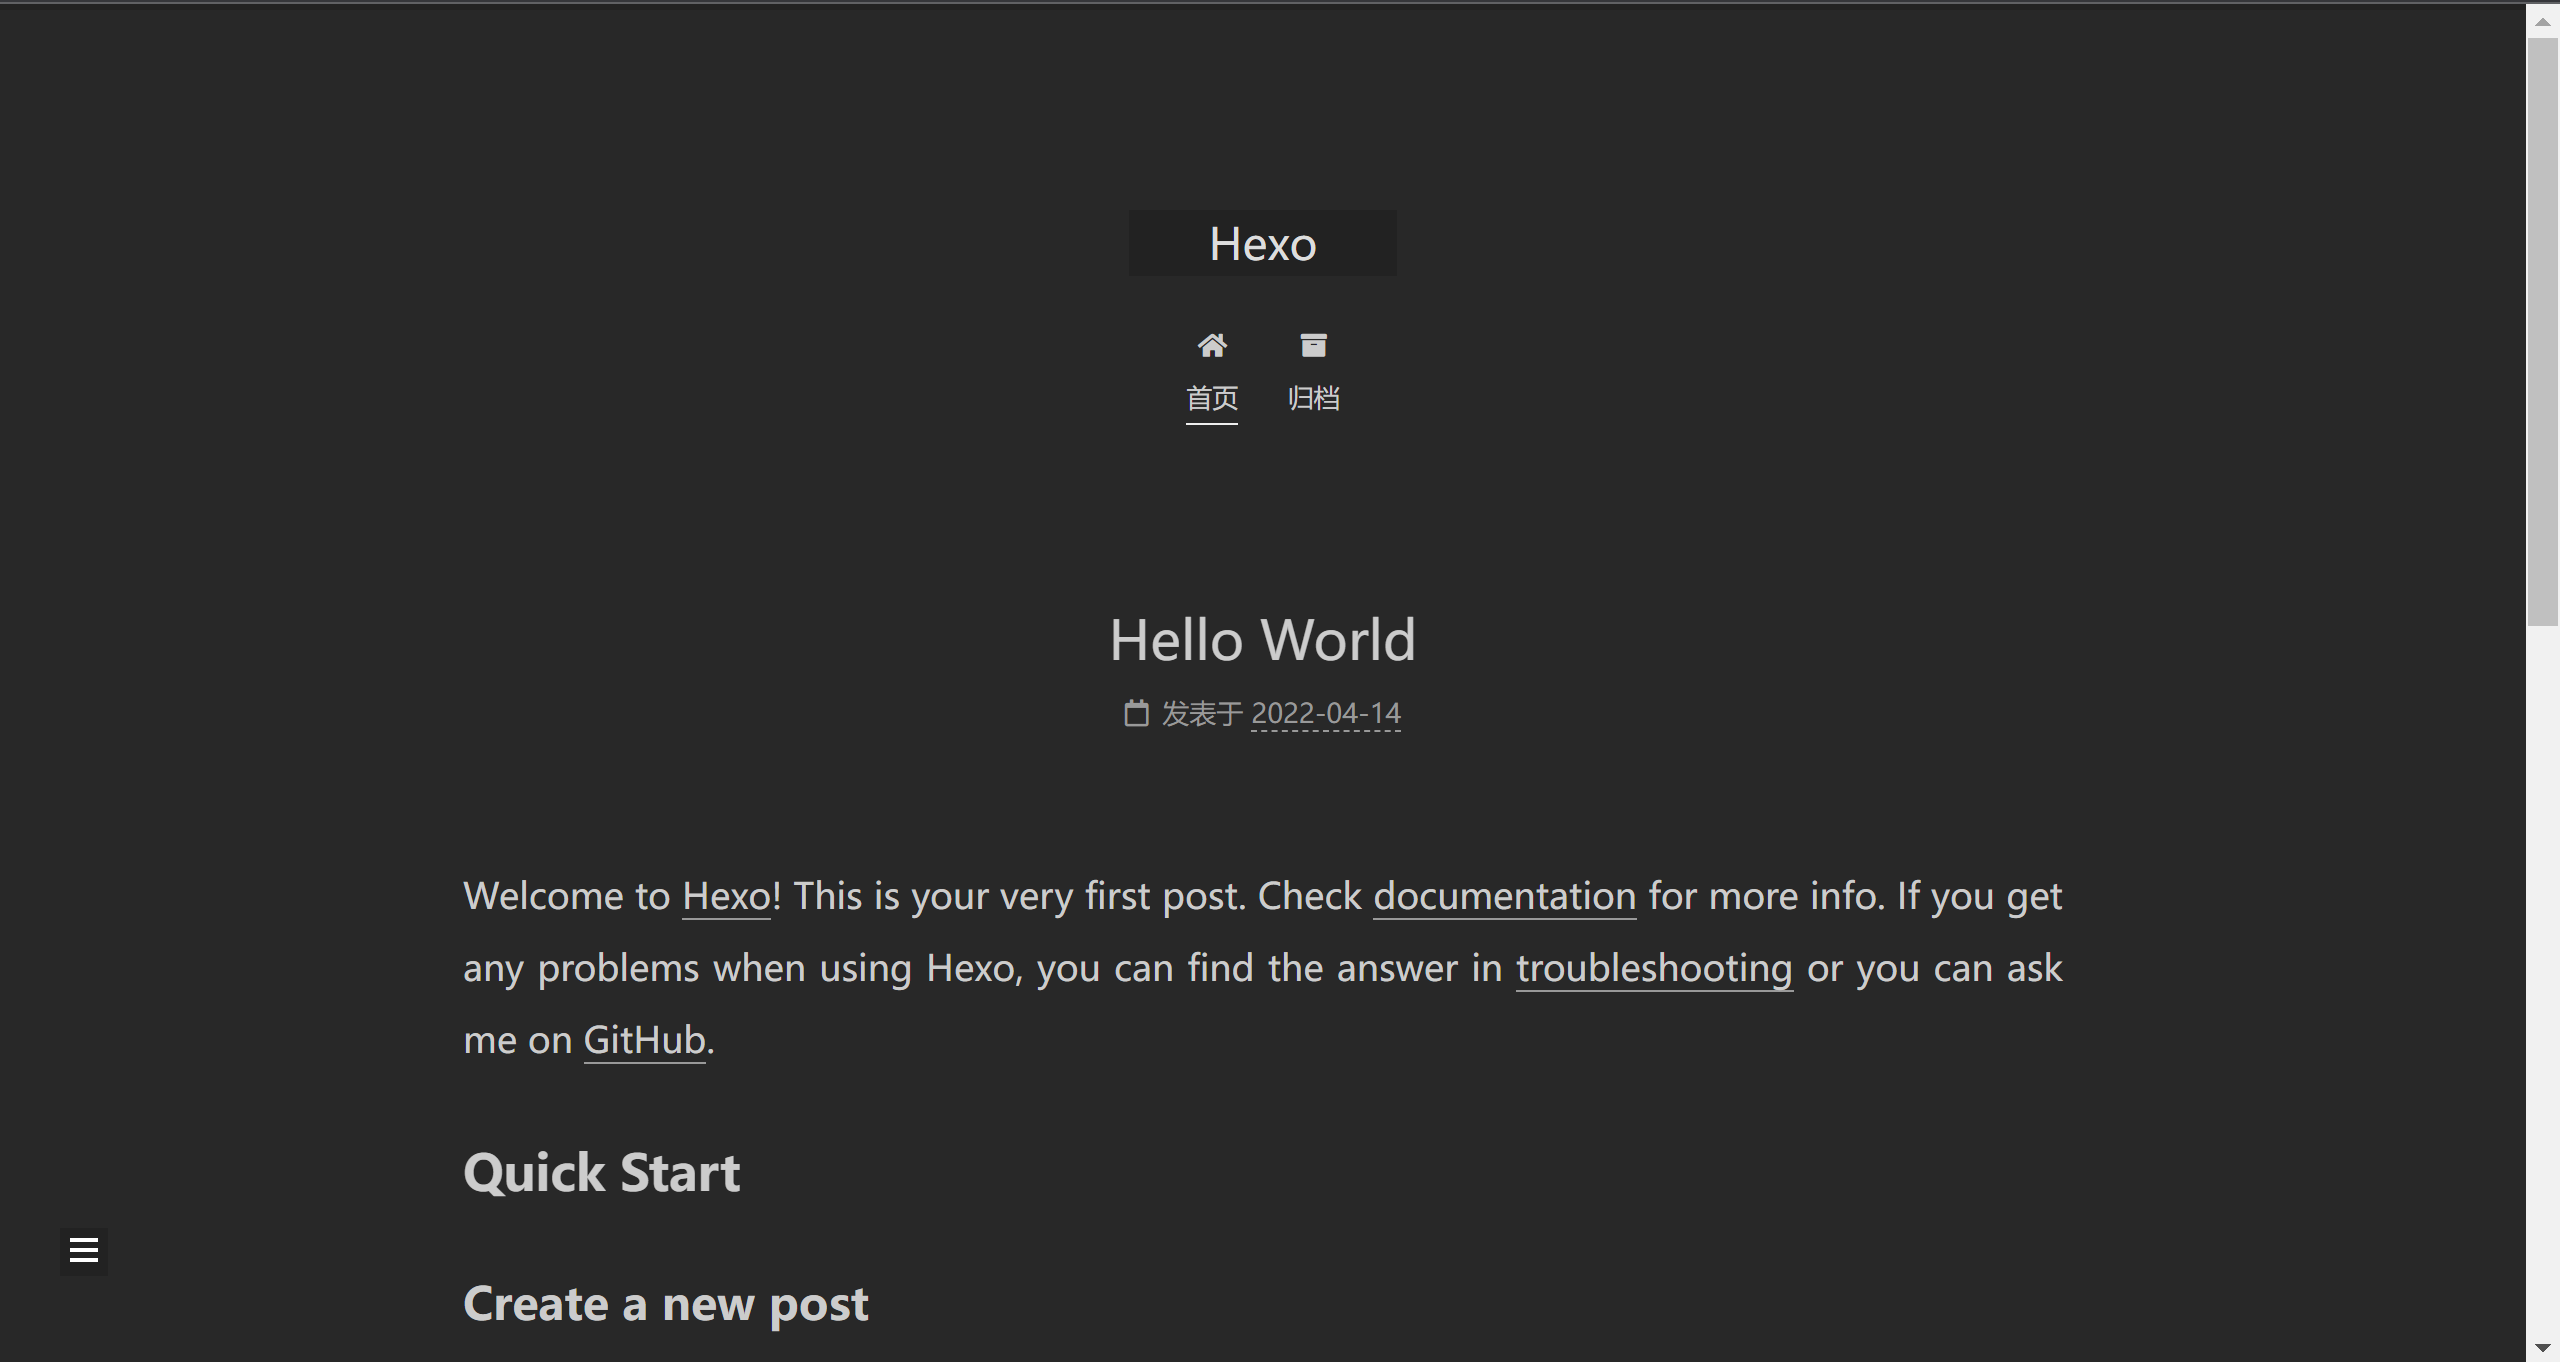 Hexo
首页 归档
Hello World
发表于 2022-04-14
Welcome to Hexo! This is your very first post. Check documentation for more info. If you get
any problems when using Hexo, you can find the answer in troubleshooting or you can ask
me on GitHub.
Quick Start
Create a new post